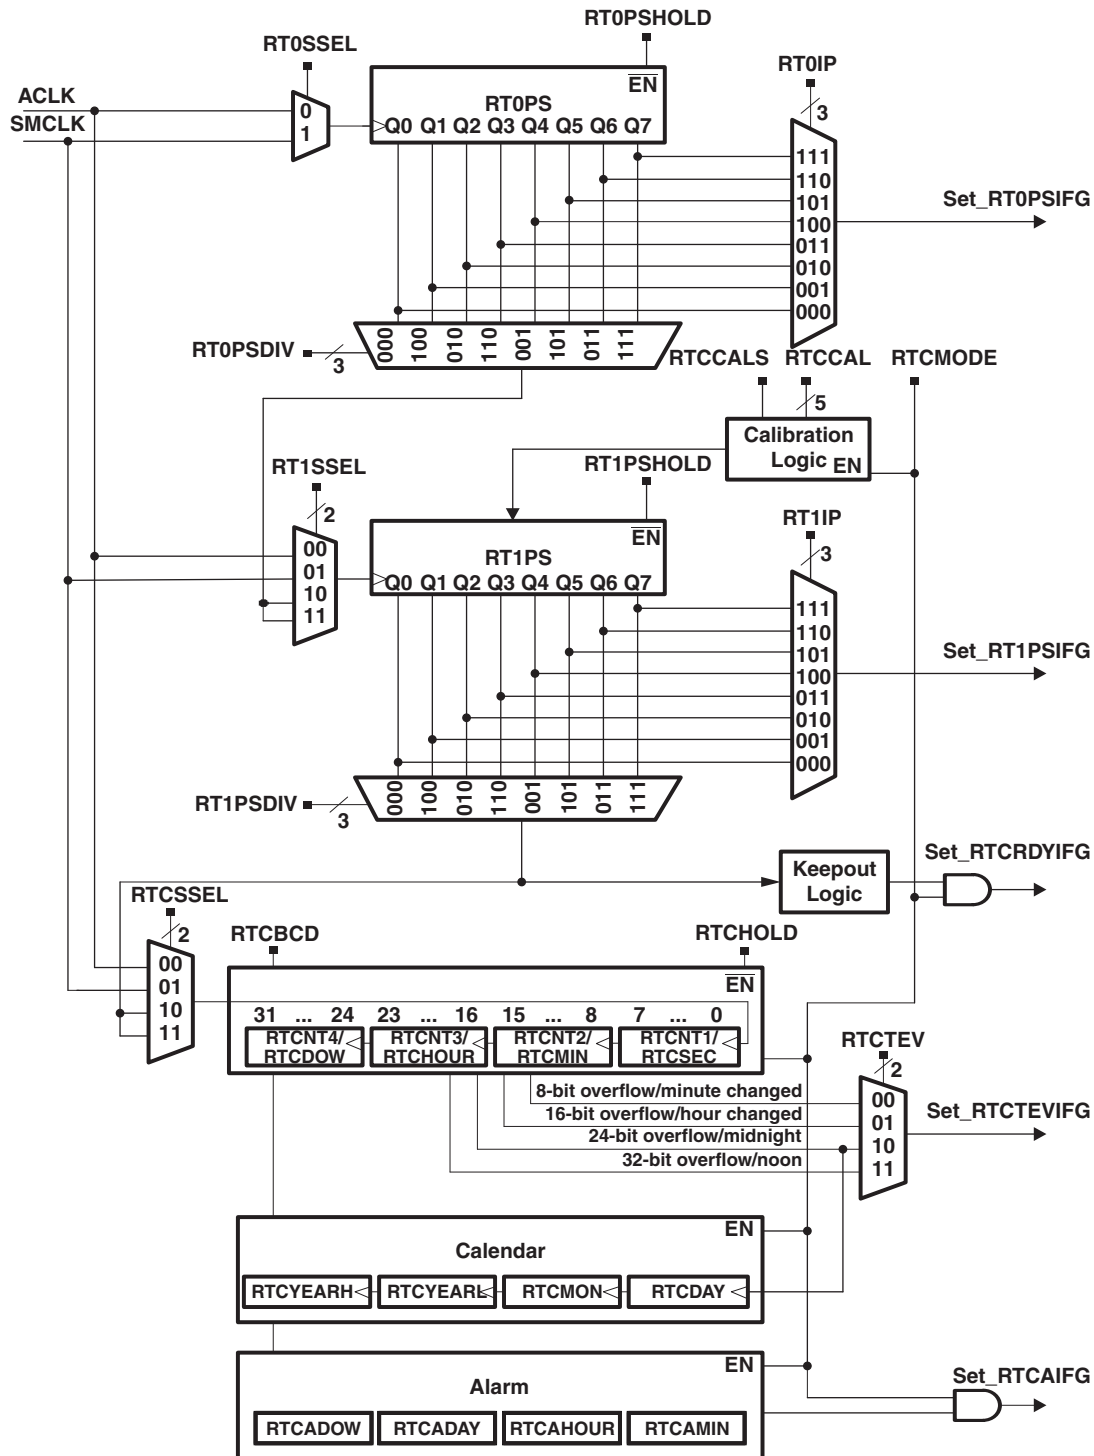 RT0PSHOLD
RT0SSEL
RT0IP
ACLK
SMCLK
0
1
EN
RT0PS
Q0 Q1 Q2 Q3 Q4 Q5 Q6 Q7
3
111
110
101
100
011
010
001
000
Set_RT0PSIFG
RT0PSDIV
3
000 100 010 110 001 101 011 111
RTCCALS RTCCAL RTCMODE
5
Calibration
Logic EN
RT1SSEL
2
RT1PSHOLD
RT1IP
3
00
01
10
11
EN
RT1PS
Q0 Q1 Q2 Q3 Q4 Q5 Q6 Q7
111
110
101
100
011
010
001
000
Set_RT1PSIFG
RT1PSDIV
3
000 100 010 110 001 101 011 111
Keepout
Logic
Set_RTCRDYIFG
RTCSSEL
2
00
01
10
11
RTCBCD
RTCHOLD
EN
31 ... 24 23 ... 16 15 ... 8 7 ... 0
RTCNT4/ RTCNT3/ RTCNT2/ RTCNT1/
RTCDOW RTCHOUR RTCMIN RTCSEC
RTCTEV
2
8-bit overflow/minute changed
16-bit overflow/hour changed
24-bit overflow/midnight
32-bit overflow/noon
00
01
10
11
Set_RTCTEVIFG
EN
Calendar
RTCYEARH RTCYEARL RTCMON RTCDAY
EN
Alarm
RTCADOW RTCADAY RTCAHOUR RTCAMIN
Set_RTCAIFG